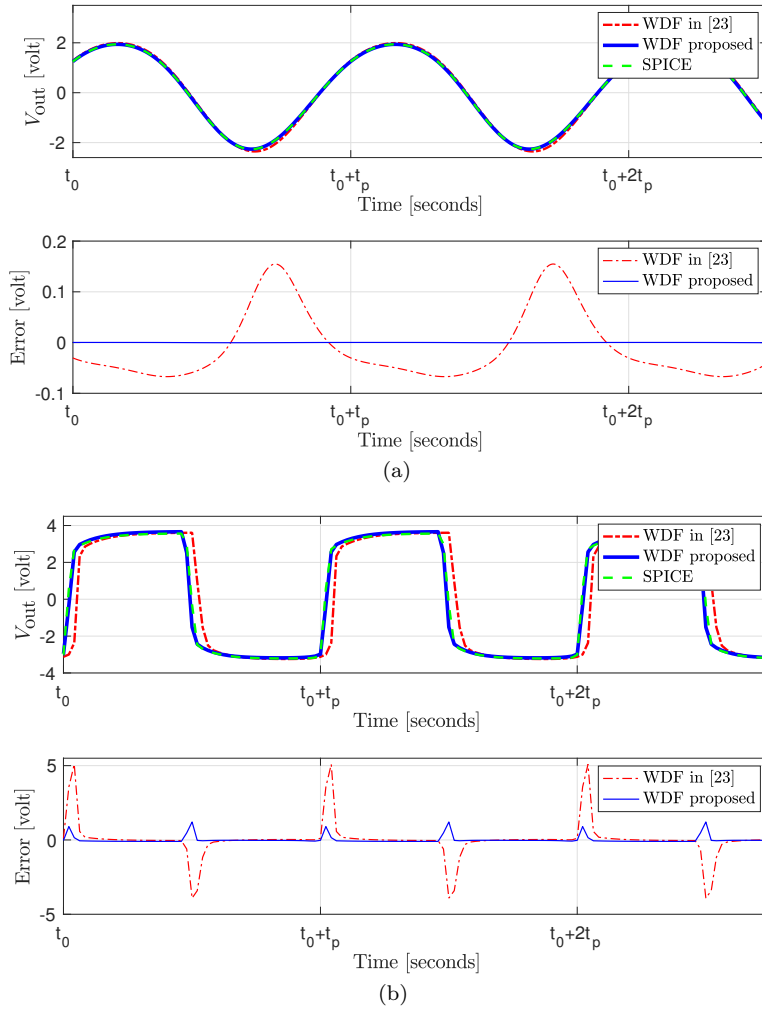 V_out [volt]
2
0
-2
WDF in [23]
WDF proposed
SPICE
t_0
t_0+t_p
t_0+2t_p
Time [seconds]
Error [volt]
0.2
0.1
0
-0.1
WDF in [23]
WDF proposed
t_0
t_0+t_p
t_0+2t_p
Time [seconds]
(a)
V_out [volt]
4
2
0
-2
-4
WDF in [23]
WDF proposed
SPICE
t_0
t_0+t_p
t_0+2t_p
Time [seconds]
Error [volt]
5
0
-5
WDF in [23]
WDF proposed
t_0
t_0+t_p
t_0+2t_p
Time [seconds]
(b)